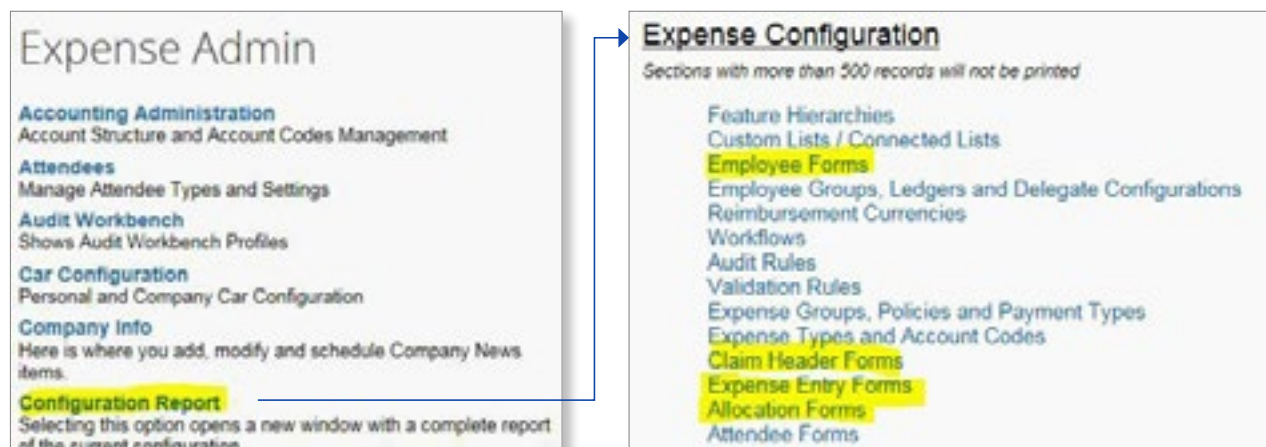 Expense Admin
Accounting Administration
Account Structure and Account Codes Management
Attendees
Manage Attendee Types and Settings
Audit Workbench
Shows Audit Workbench Profiles
Car Configuration
Personal and Company Car Configuration
Company Info
Here is where you add, modify and schedule Company News
items.
Configuration Report
Selecting this option opens a new window with a complete report
of the current configuration
Expense Configuration
Sections with more than 500 records will not be printed
Feature Hierarchies
Custom Lists / Connected Lists
Employee Forms
Employee Groups, Ledgers and Delegate Configurations
Reimbursement Currencies
Workflows
Audit Rules
Validation Rules
Expense Groups, Policies and Payment Types
Expense Types and Account Codes
Claim Header Forms
Expense Entry Forms
Allocation Forms
Attendee Forms